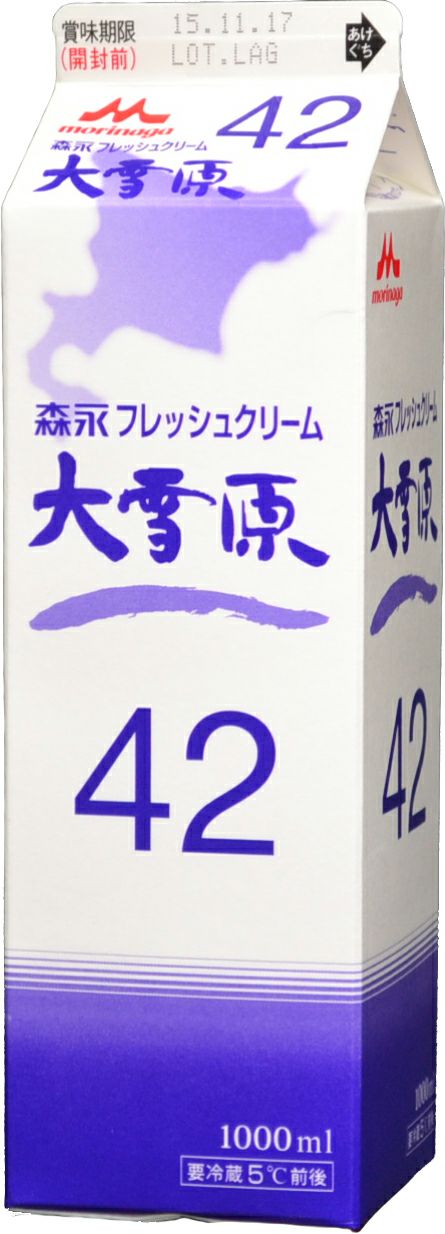 賞味期限 15.11.17
(開封前) LOT.LAG
あけ
ぐち
morinaga
42
森永フレッシュクリーム
大雪原
森永フレッシュクリーム
大雪原
42
1000ml
要冷蔵5℃前後
morinaga
森永フレッシュクリーム
大雪原
42
1000m